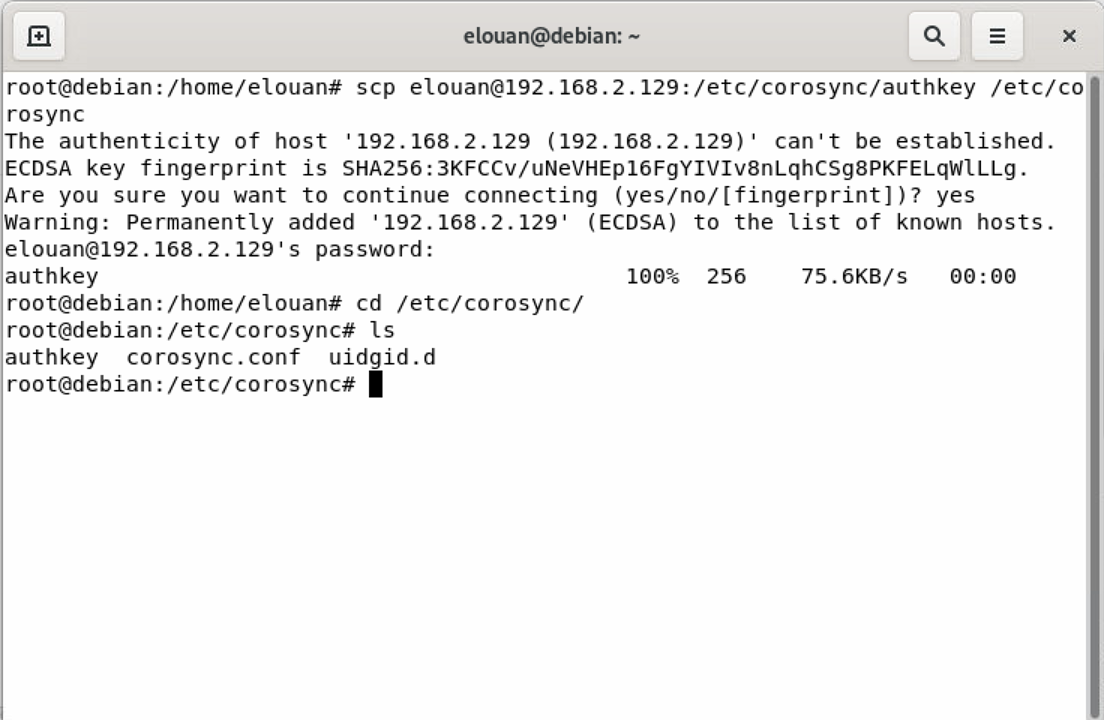 elouan@debian: ~
root@debian:/home/elouan# scp elouan@192.168.2.129:/etc/corosync/authkey /etc/co
rosync
The authenticity of host '192.168.2.129 (192.168.2.129)' can't be established.
ECDSA key fingerprint is SHA256:3KFCCv/uNeVHEp16FgYIVIv8nLqhCSg8PKFELqWlLLg.
Are you sure you want to continue connecting (yes/no/[fingerprint])? yes
Warning: Permanently added '192.168.2.129' (ECDSA) to the list of known hosts.
elouan@192.168.2.129's password:
authkey                                       100%  256    75.6KB/s   00:00
root@debian:/home/elouan# cd /etc/corosync/
root@debian:/etc/corosync# ls
authkey  corosync.conf  uidgid.d
root@debian:/etc/corosync#